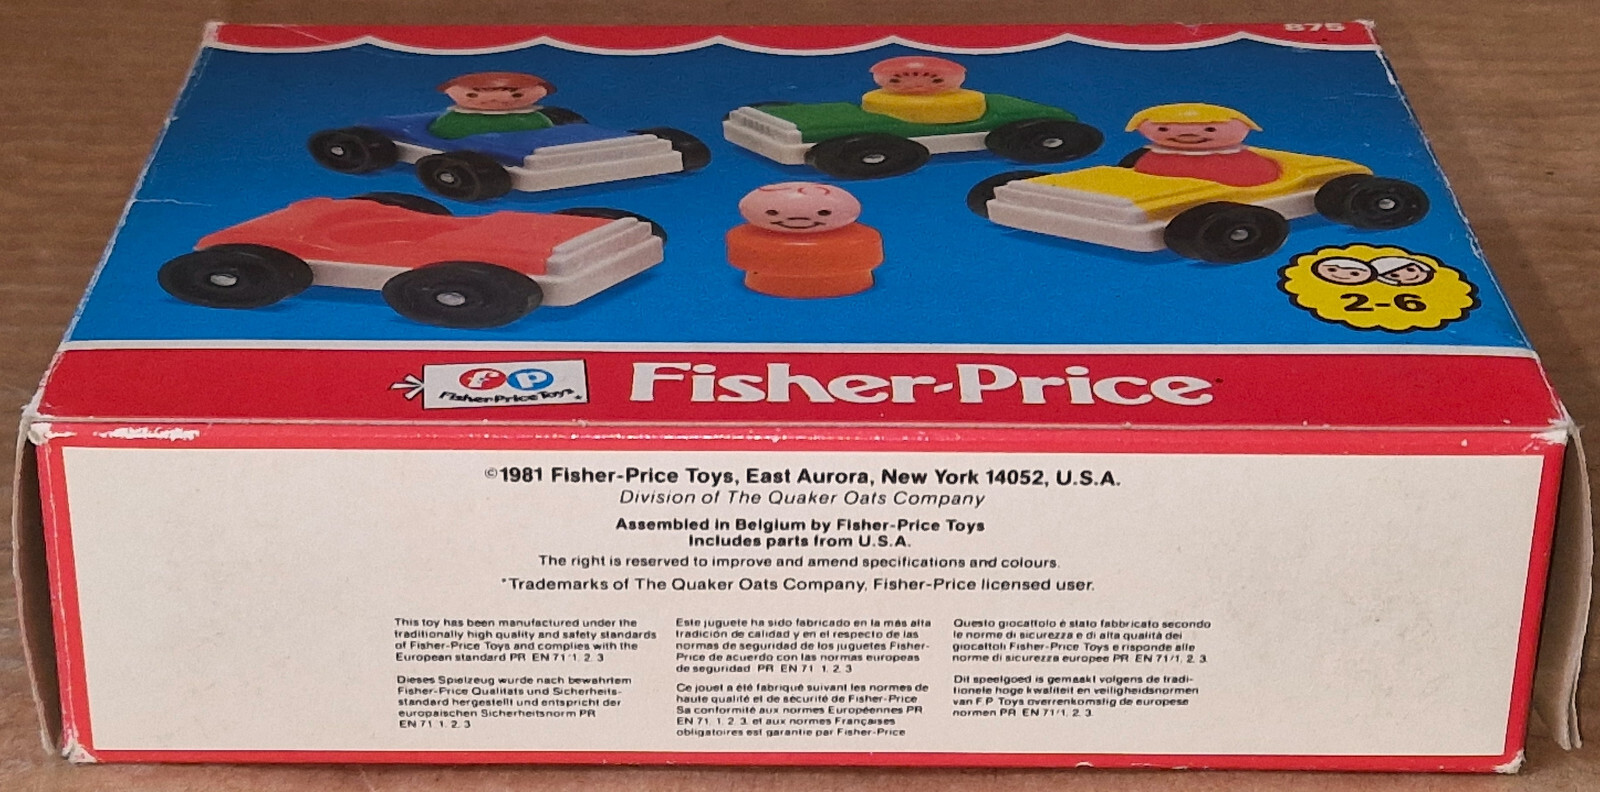 875
2-6
fp
Fisher-Price Toys
Fisher-Price
©1981 Fisher-Price Toys, East Aurora, New York 14052, U.S.A.
Division of The Quaker Oats Company
Assembled in Belgium by Fisher-Price Toys
Includes parts from U.S.A.
The right is reserved to improve and amend specifications and colours.
*Trademarks of The Quaker Oats Company, Fisher-Price licensed user.
This toy has been manufactured under the
traditionally high quality and safety standards
of Fisher-Price Toys and complies with the
European standard PR EN 71 1. 2. 3
Dieses Spielzeug wurde nach bewahrtem
Fisher-Price Qualitats und Sicherheits-
standard hergestellt und entspricht der
europaischen Sicherheitsnorm PR
EN 71 1. 2. 3
Este juguete ha sido fabricado en la más alta
tradición de calidad y en el respecto de las
normas de seguridad de los juguetes Fisher-
Price de acuerdo con las normas europeas
de seguridad PR EN 71 1. 2. 3
Ce jouet a été fabriqué suivant les normes de
haute qualité et de sécurité de Fisher-Price
Sa conformité aux normes Européennes PR
EN 71. 1. 2. 3. et aux normes Françaises
obligatoires est garantie par Fisher-Price
Questo giocattolo è stato fabbricato secondo
le norme di sicurezza e di alta qualità dei
giocattoli Fisher-Price Toys e risponde alle
norme di sicurezza europee PR EN 71/1. 2. 3
Dit speelgoed is gemaakt volgens de tradi-
tionele hoge kwaliteit en veiligheidsnormen
van F P Toys overrenkomstig de europese
normen PR EN 71/1. 2. 3.